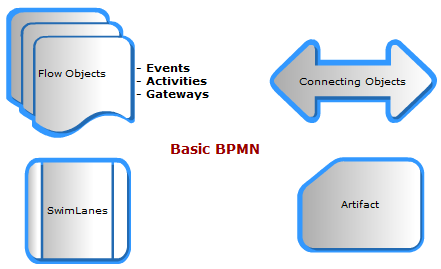 Flow Objects
- Events
- Activities
- Gateways
Connecting Objects
Basic BPMN
SwimLanes
Artifact